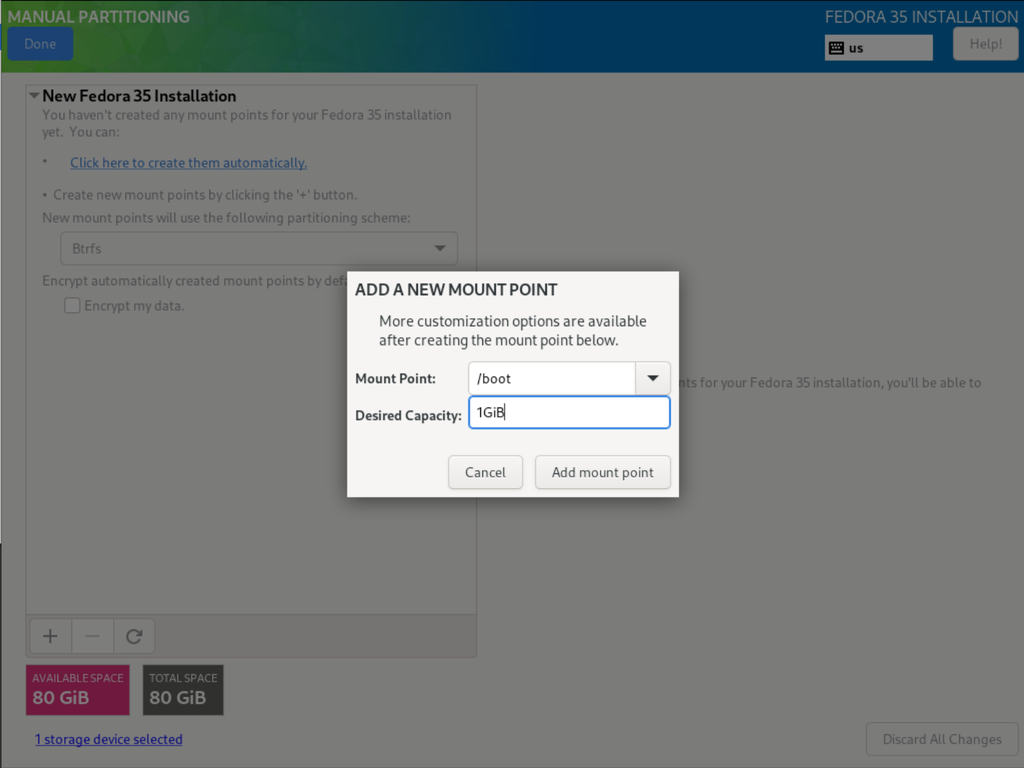 MANUAL PARTITIONING
FEDORA 35 INSTALLATION
Done
us
Help!
New Fedora 35 Installation
You haven't created any mount points for your Fedora 35 installation
yet. You can:
• Click here to create them automatically.
• Create new mount points by clicking the '+' button.
New mount points will use the following partitioning scheme:
Btrfs
Encrypt automatically created mount points by
Encrypt my data.
ADD A NEW MOUNT POINT
More customization options are available
after creating the mount point below.
Mount Point:
/boot
Desired Capacity:
1GiB
Cancel
Add mount point
for your Fedora 35 installation, you'll be able to
+
−
AVAILABLE SPACE
80 GiB
TOTAL SPACE
80 GiB
1 storage device selected
Discard All Changes